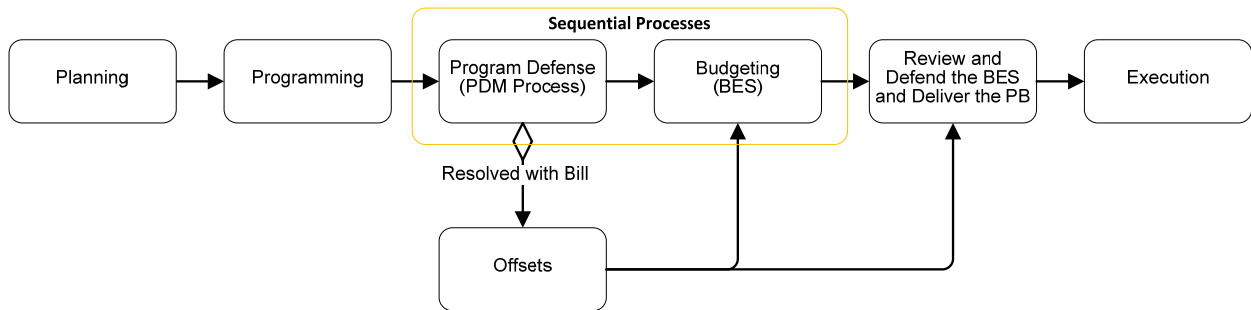 Sequential Processes
Planning
Programming
Program Defense
(PDM Process)
Budgeting
(BES)
Review and
Defend the BES
and Deliver the PB
Execution
Resolved with Bill
Offsets